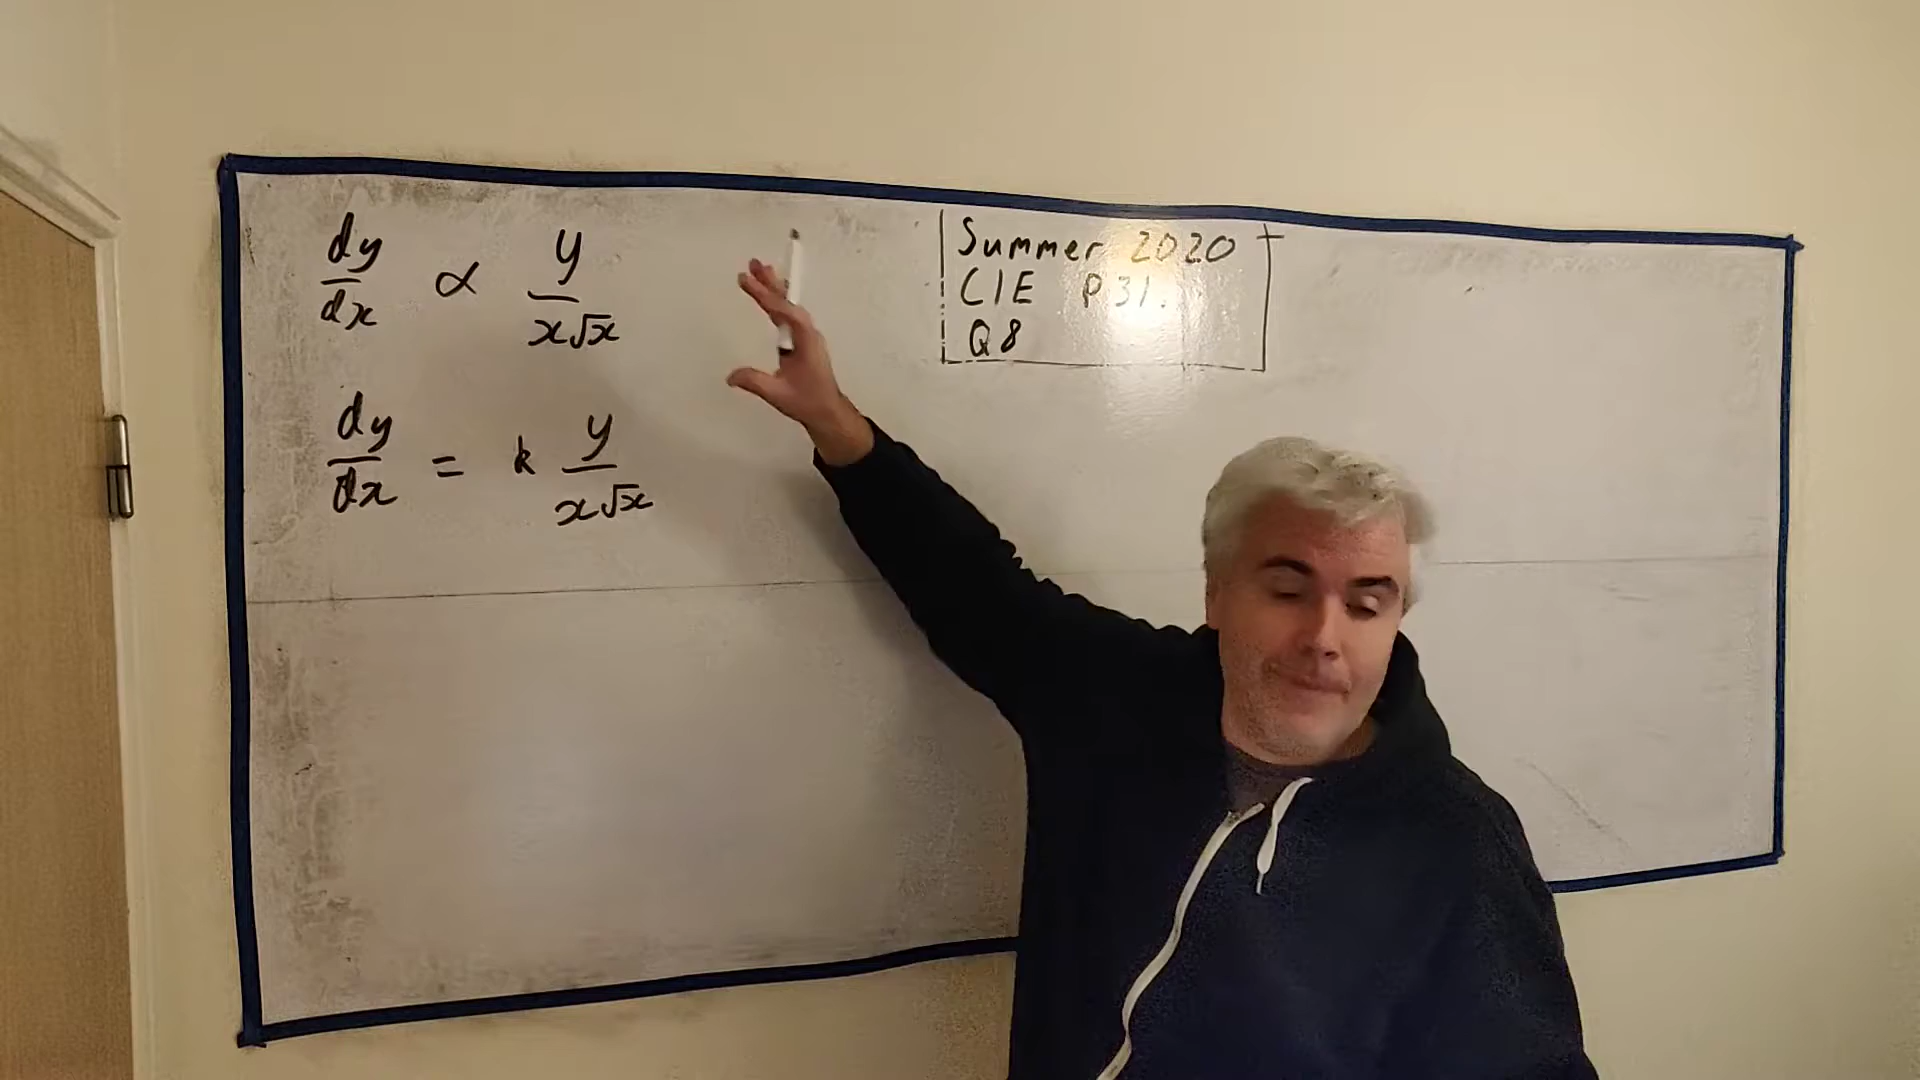 dy/dx ∝ y/x√x
dy/dx = k y/x√x
Summer 2020
CIE P31.
Q8